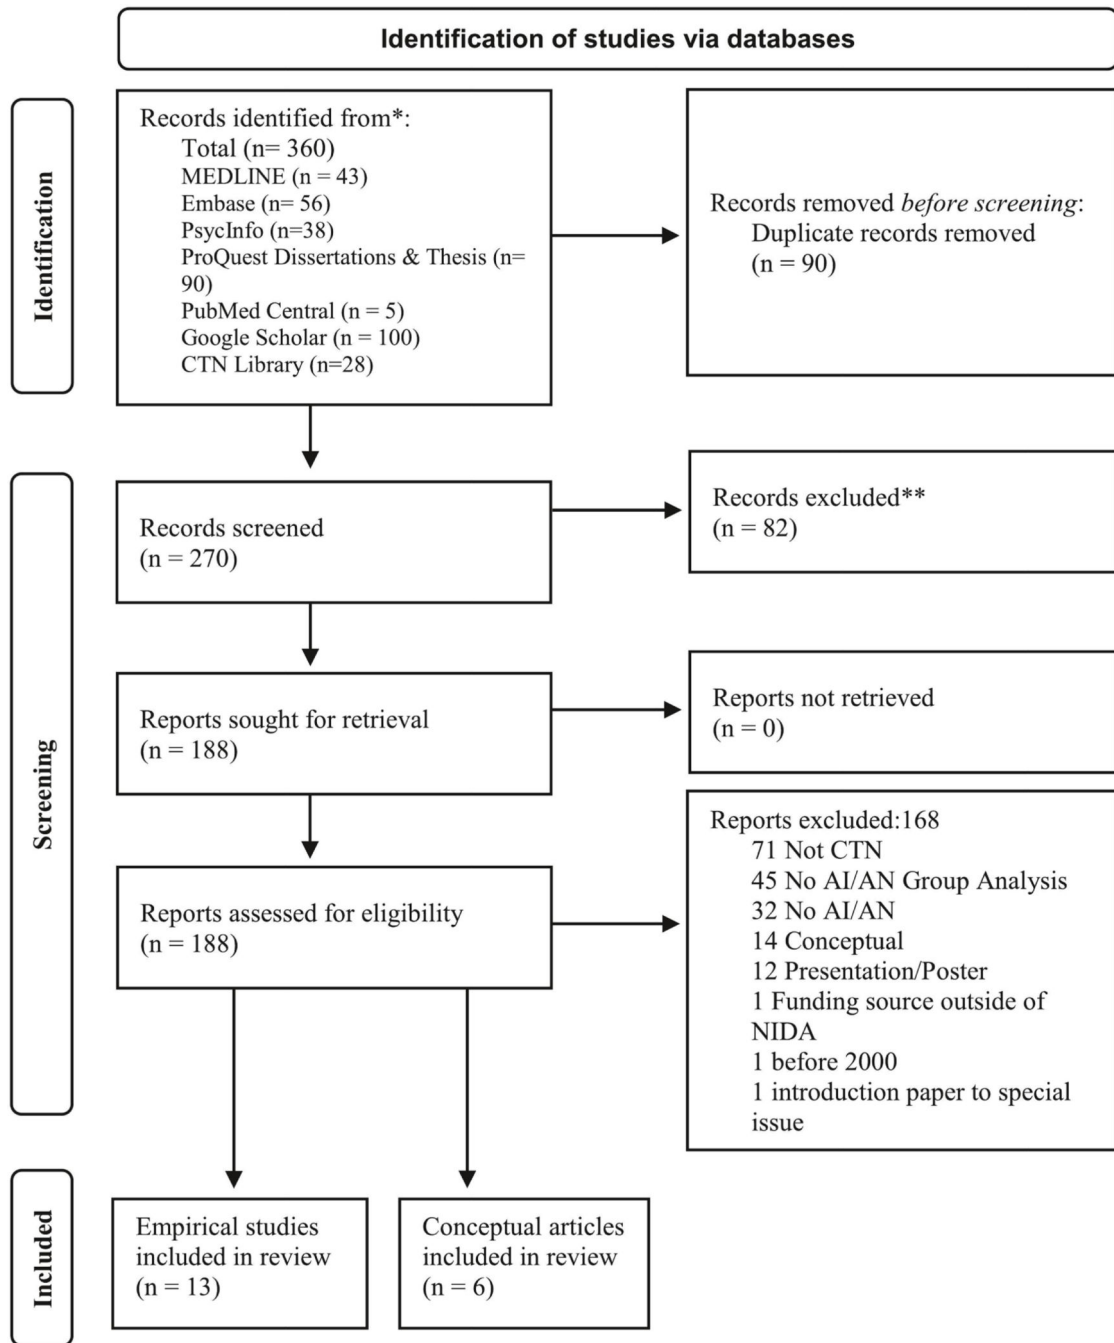 Identification of studies via databases
Identification
Records identified from*:
Total (n= 360)
MEDLINE (n = 43)
Embase (n= 56)
PsycInfo (n=38)
ProQuest Dissertations & Thesis (n=
90)
PubMed Central (n = 5)
Google Scholar (n = 100)
CTN Library (n=28)
Records removed before screening:
Duplicate records removed
(n = 90)
Screening
Records screened
(n = 270)
Records excluded**
(n = 82)
Reports sought for retrieval
(n = 188)
Reports not retrieved
(n = 0)
Reports assessed for eligibility
(n = 188)
Reports excluded:168
71 Not CTN
45 No AI/AN Group Analysis
32 No AI/AN
14 Conceptual
12 Presentation/Poster
1 Funding source outside of
NIDA
1 before 2000
1 introduction paper to special
issue
Included
Empirical studies
included in review
(n = 13)
Conceptual articles
included in review
(n = 6)